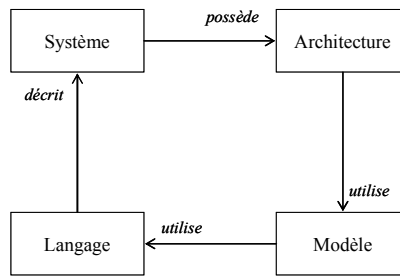 possède
Système
Architecture
décrit
utilise
utilise
Langage
Modèle